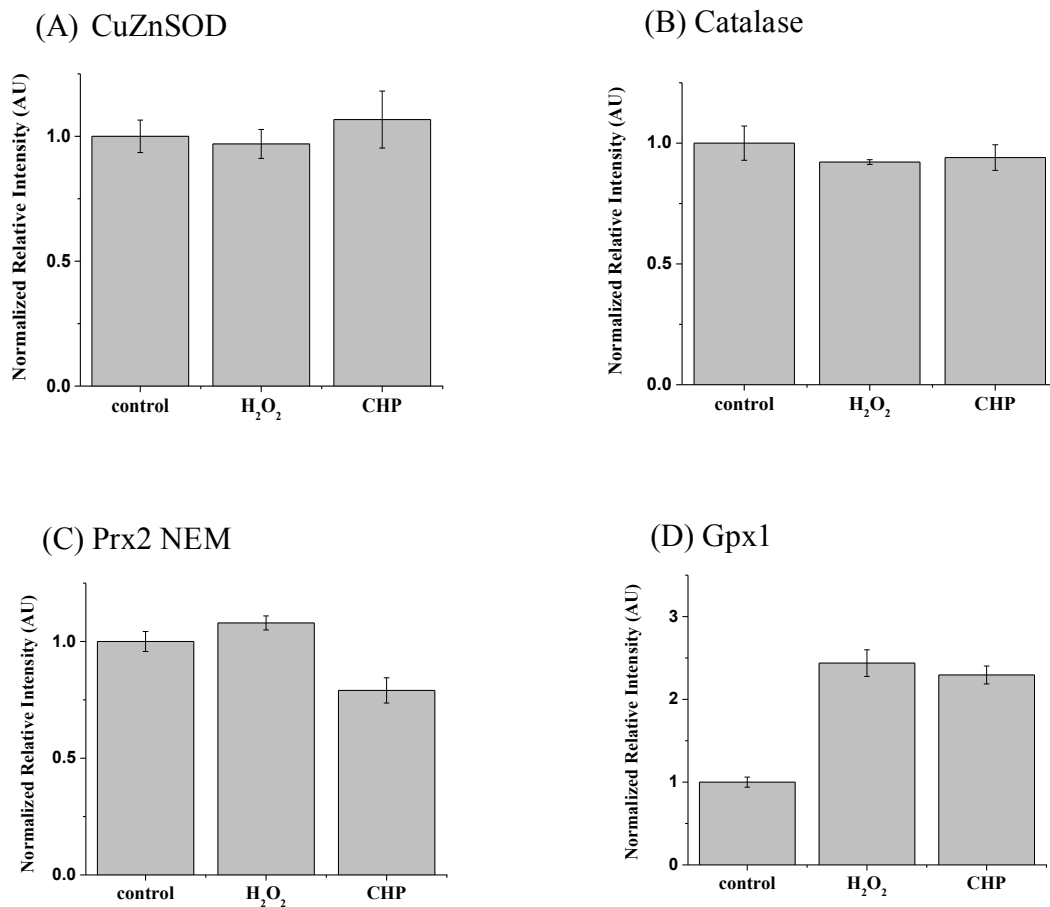 (A) CuZnSOD
Normalized Relative Intensity (AU)
1.0
0.5
0.0
control H₂O₂ CHP
(B) Catalase
Normalized Relative Intensity (AU)
1.0
0.5
0.0
control H₂O₂ CHP
(C) Prx2 NEM
Normalized Relative Intensity (AU)
1.0
0.5
0.0
control H₂O₂ CHP
(D) Gpx1
Normalized Relative Intensity (AU)
3
2
1
0
control H₂O₂ CHP